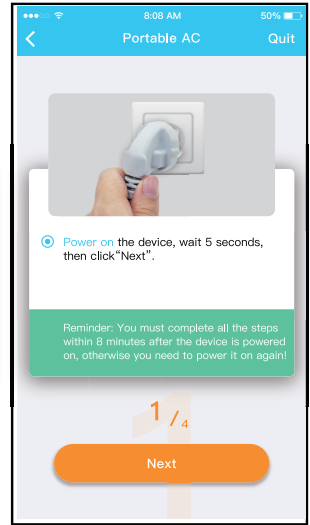 8:08 AM
50%
Portable AC
Quit
Power on the device, wait 5 seconds,
then click“Next”.
Reminder: You must complete all the steps
within 8 minutes after the device is powered
on, otherwise you need to power it on again!
1/4
Next